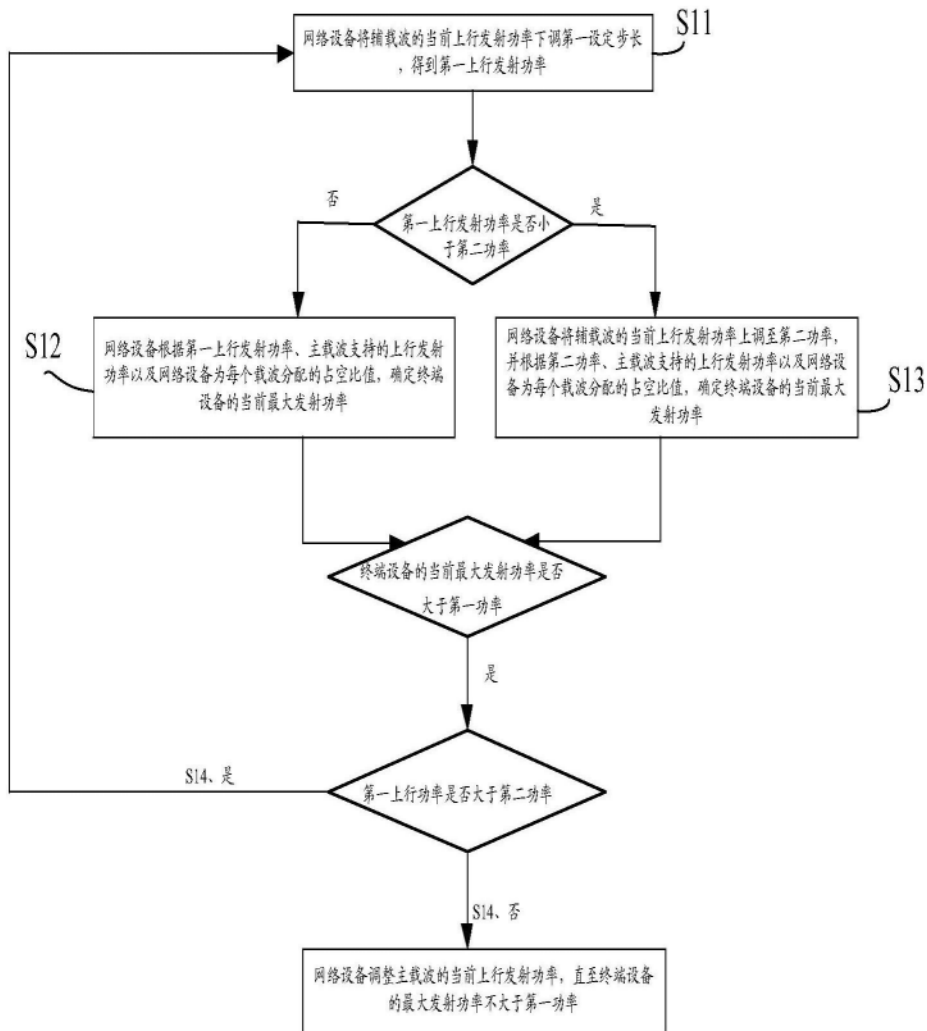 网络设备将辅载波的当前上行发射功率下调第一设定步长
，得到第一上行发射功率
S11
否
第一上行发射功率是否小
于第二功率
是
S12
网络设备根据第一上行发射功率、主载波支持的上行发射
功率以及网络设备为每个载波分配的占空比值，确定终端
设备的当前最大发射功率
网络设备将辅载波的当前上行发射功率上调至第二功率，
并根据第二功率、主载波支持的上行发射功率以及网络设
备为每个载波分配的占空比值，确定终端设备的当前最大
发射功率
S13
终端设备的当前最大发射功率是否
大于第一功率
是
S14、是
第一上行功率是否大于第二功率
S14、否
网络设备调整主载波的当前上行发射功率，直至终端设备
的最大发射功率不大于第一功率